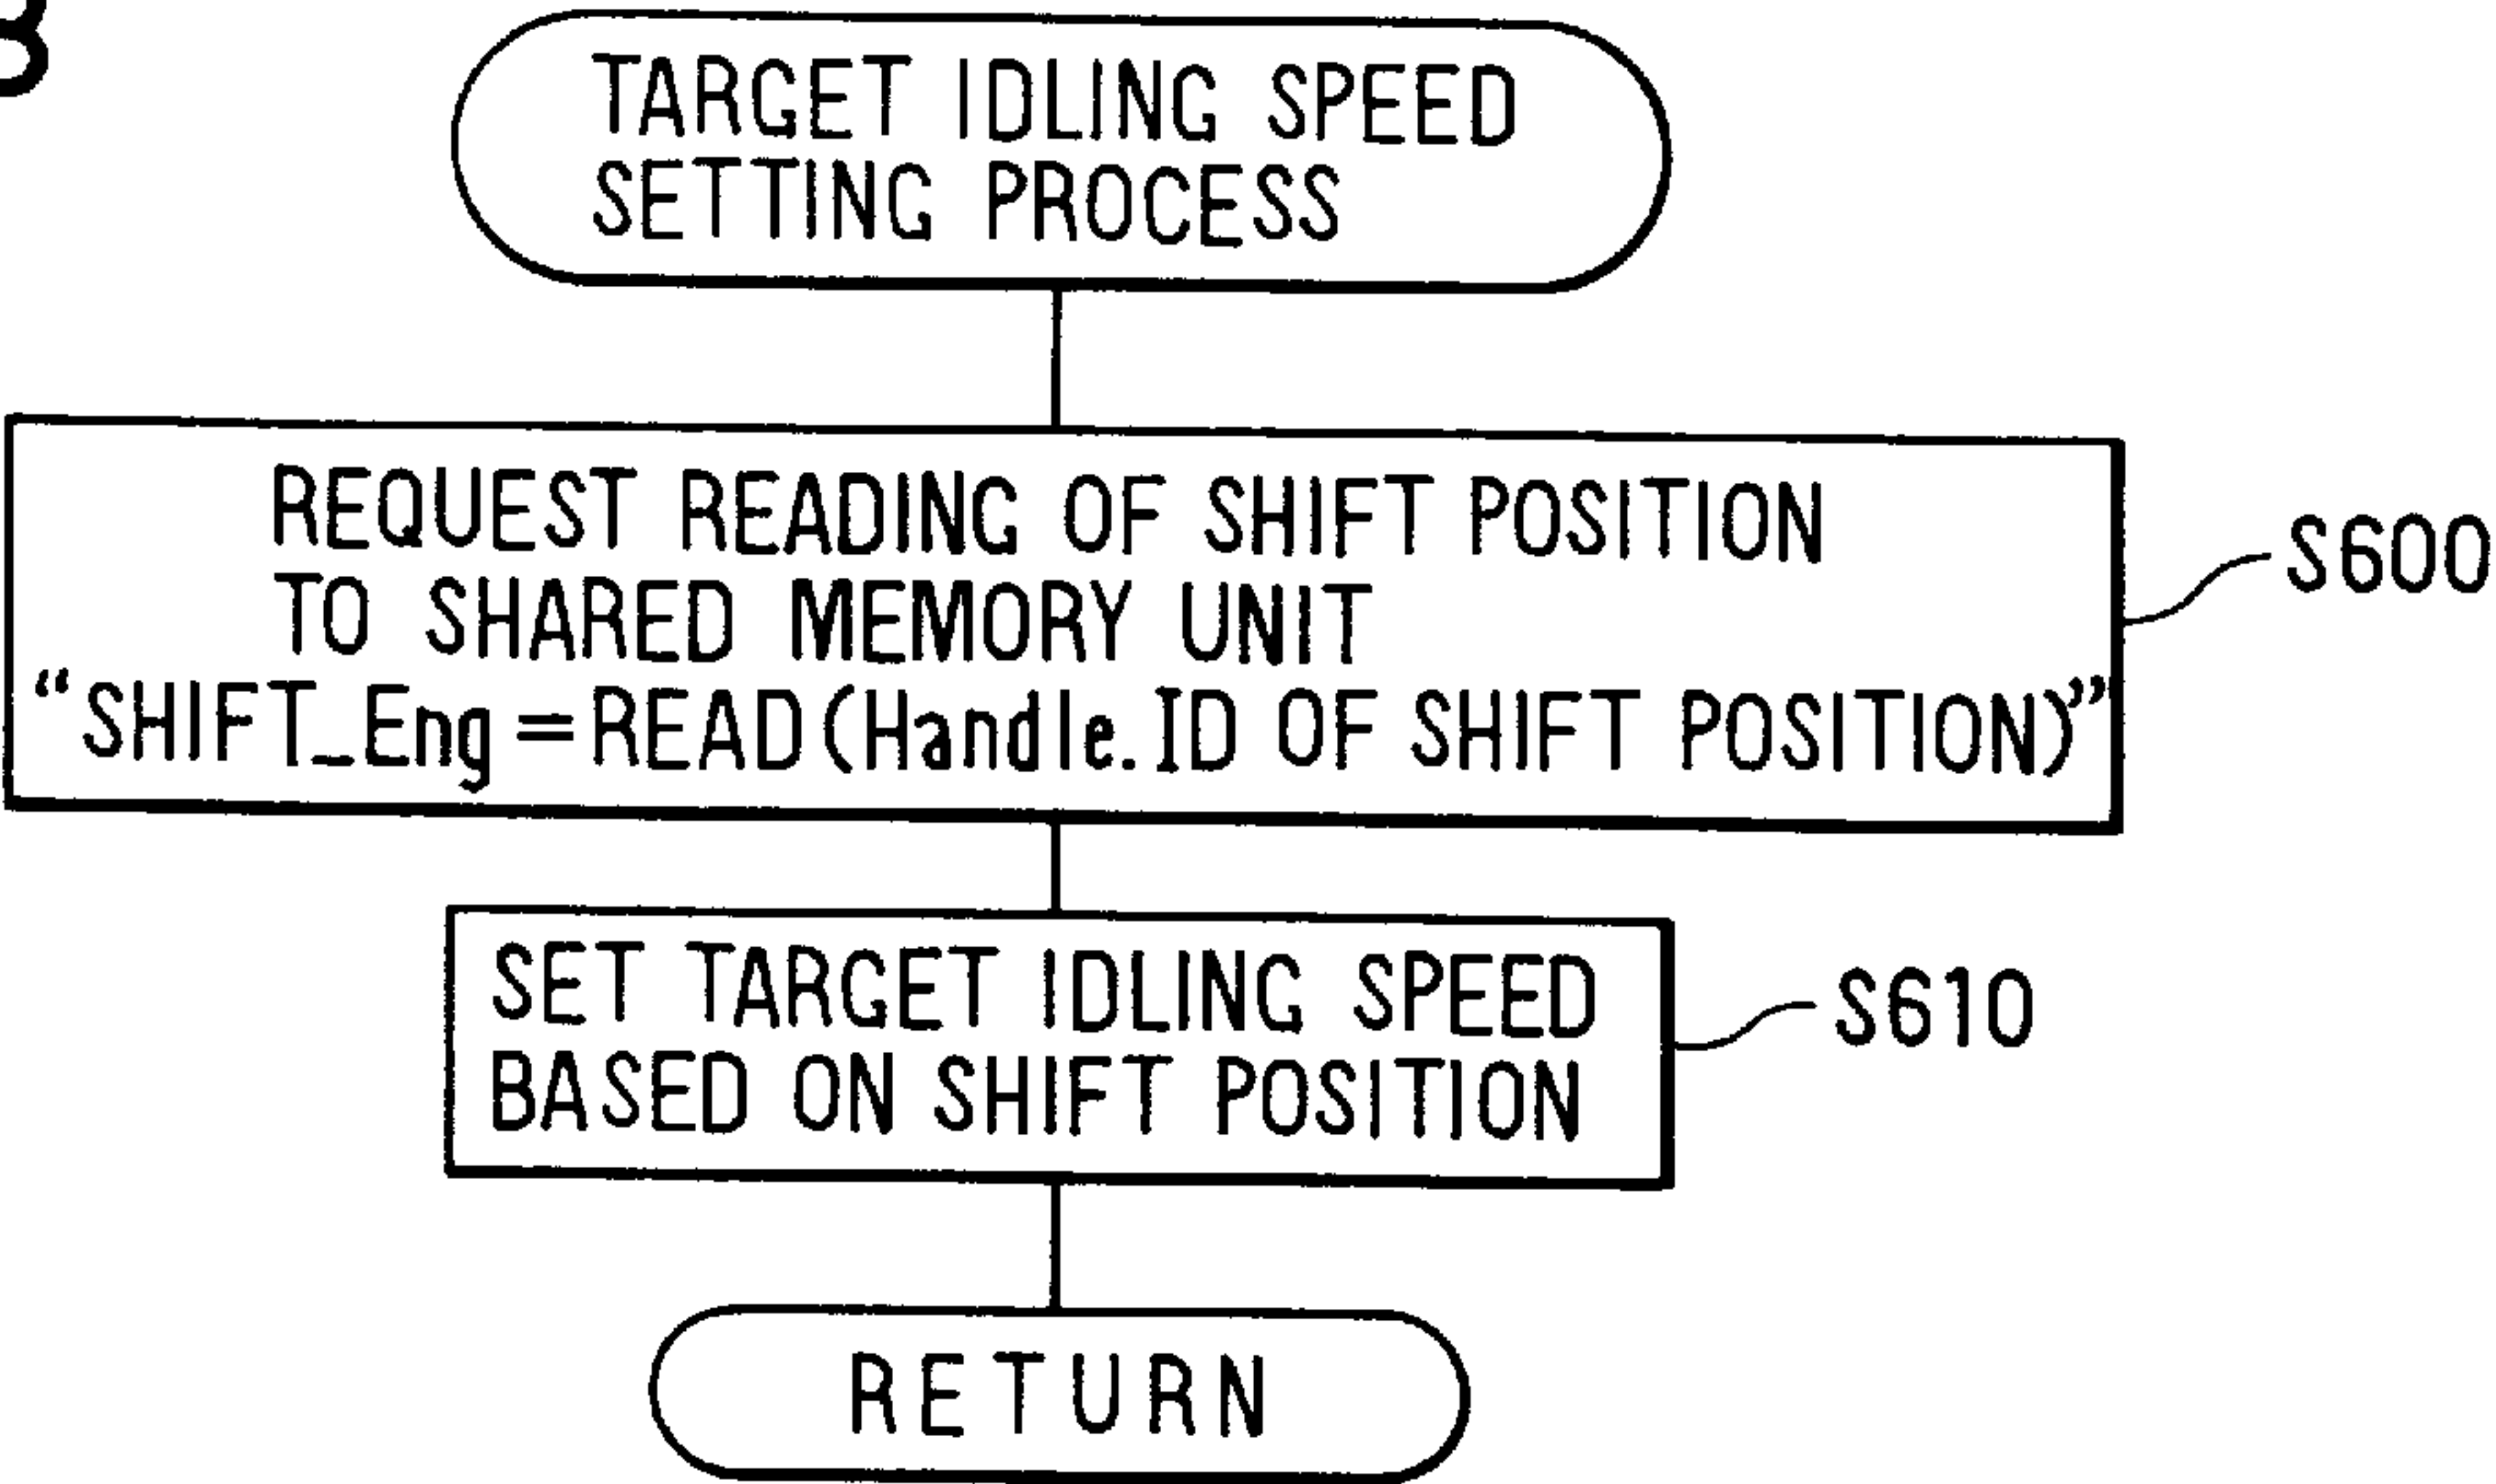 TARGET IDLING SPEED
SETTING PROCESS
REQUEST READING OF SHIFT POSITION
TO SHARED MEMORY UNIT
“SHIFT_Eng=READ(Handle.ID OF SHIFT POSITION)”
S600
SET TARGET IDLING SPEED
BASED ON SHIFT POSITION
S610
RETURN